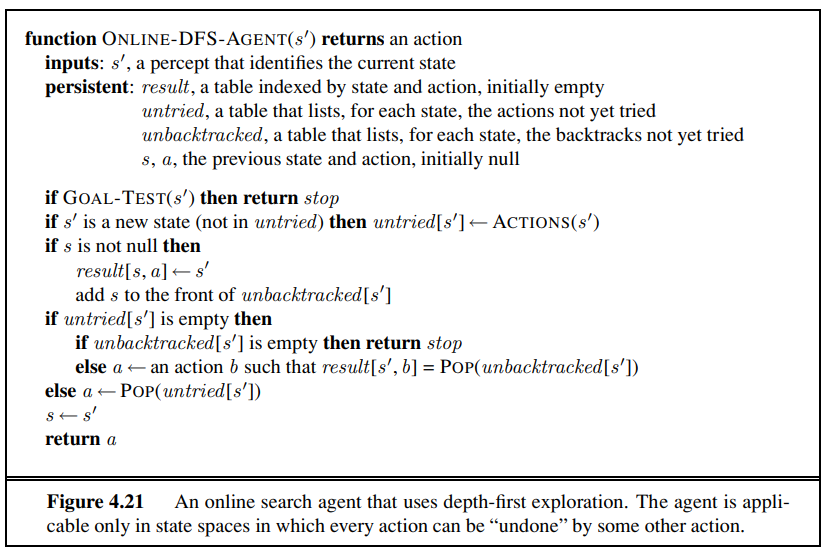 function ONLINE-DFS-AGENT(s′) returns an action
inputs: s′, a percept that identifies the current state
persistent: result, a table indexed by state and action, initially empty
untried, a table that lists, for each state, the actions not yet tried
unbacktracked, a table that lists, for each state, the backtracks not yet tried
s, a, the previous state and action, initially null
if GOAL-TEST(s′) then return stop
if s′ is a new state (not in untried) then untried[s′] ← ACTIONS(s′)
if s is not null then
result[s, a] ← s′
add s to the front of unbacktracked[s′]
if untried[s′] is empty then
if unbacktracked[s′] is empty then return stop
else a ← an action b such that result[s′, b] = POP(unbacktracked[s′])
else a ← POP(untried[s′])
s ← s′
return a
Figure 4.21 An online search agent that uses depth-first exploration. The agent is appli-
cable only in state spaces in which every action can be “undone” by some other action.